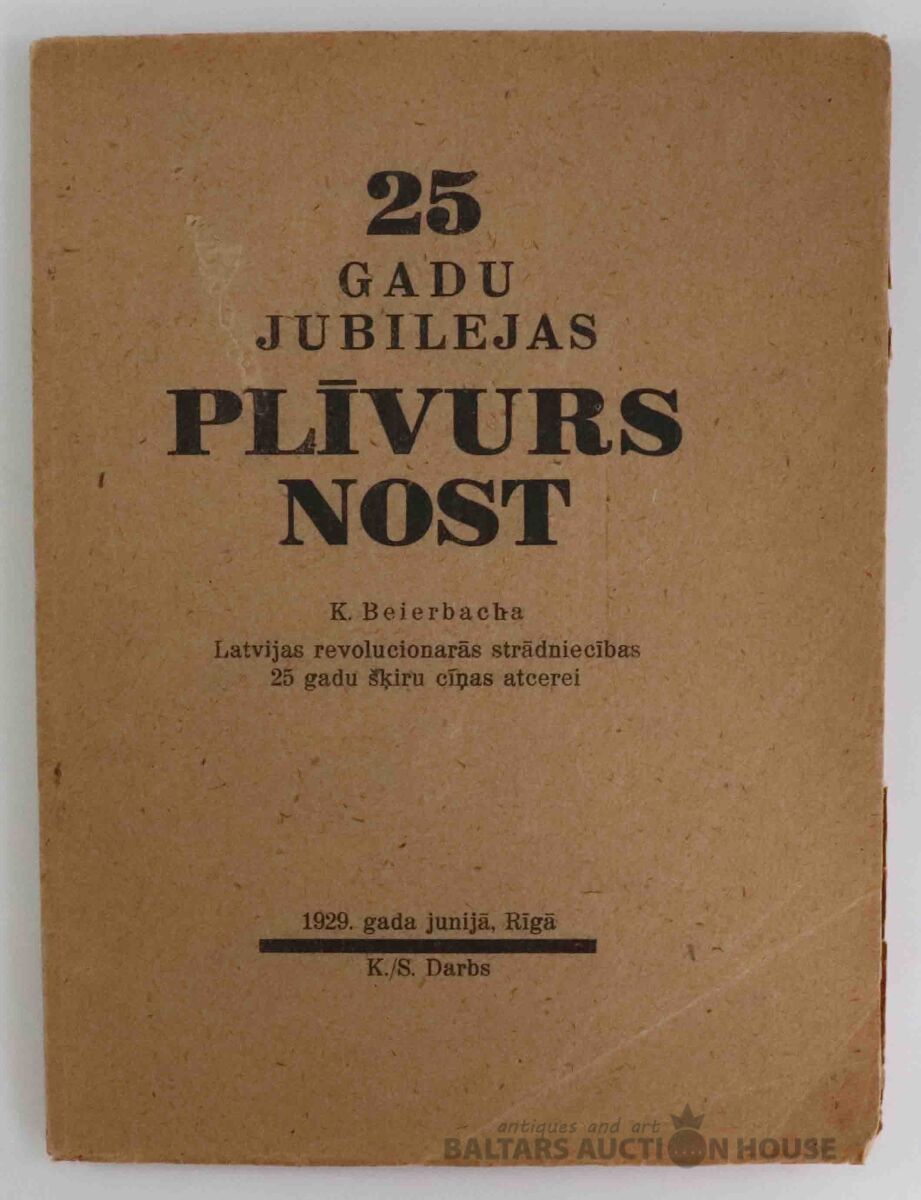 25
GADU
JUBILEJAS
PLĪVURS
NOST
K. Beierbacha
Latvijas revolucionarās strādniecības
25 gadu šķiru cīņas atcerei
1929. gada junijā, Rīgā
K./S. Darbs
antiques and art
BALTARS AUCTION HOUSE